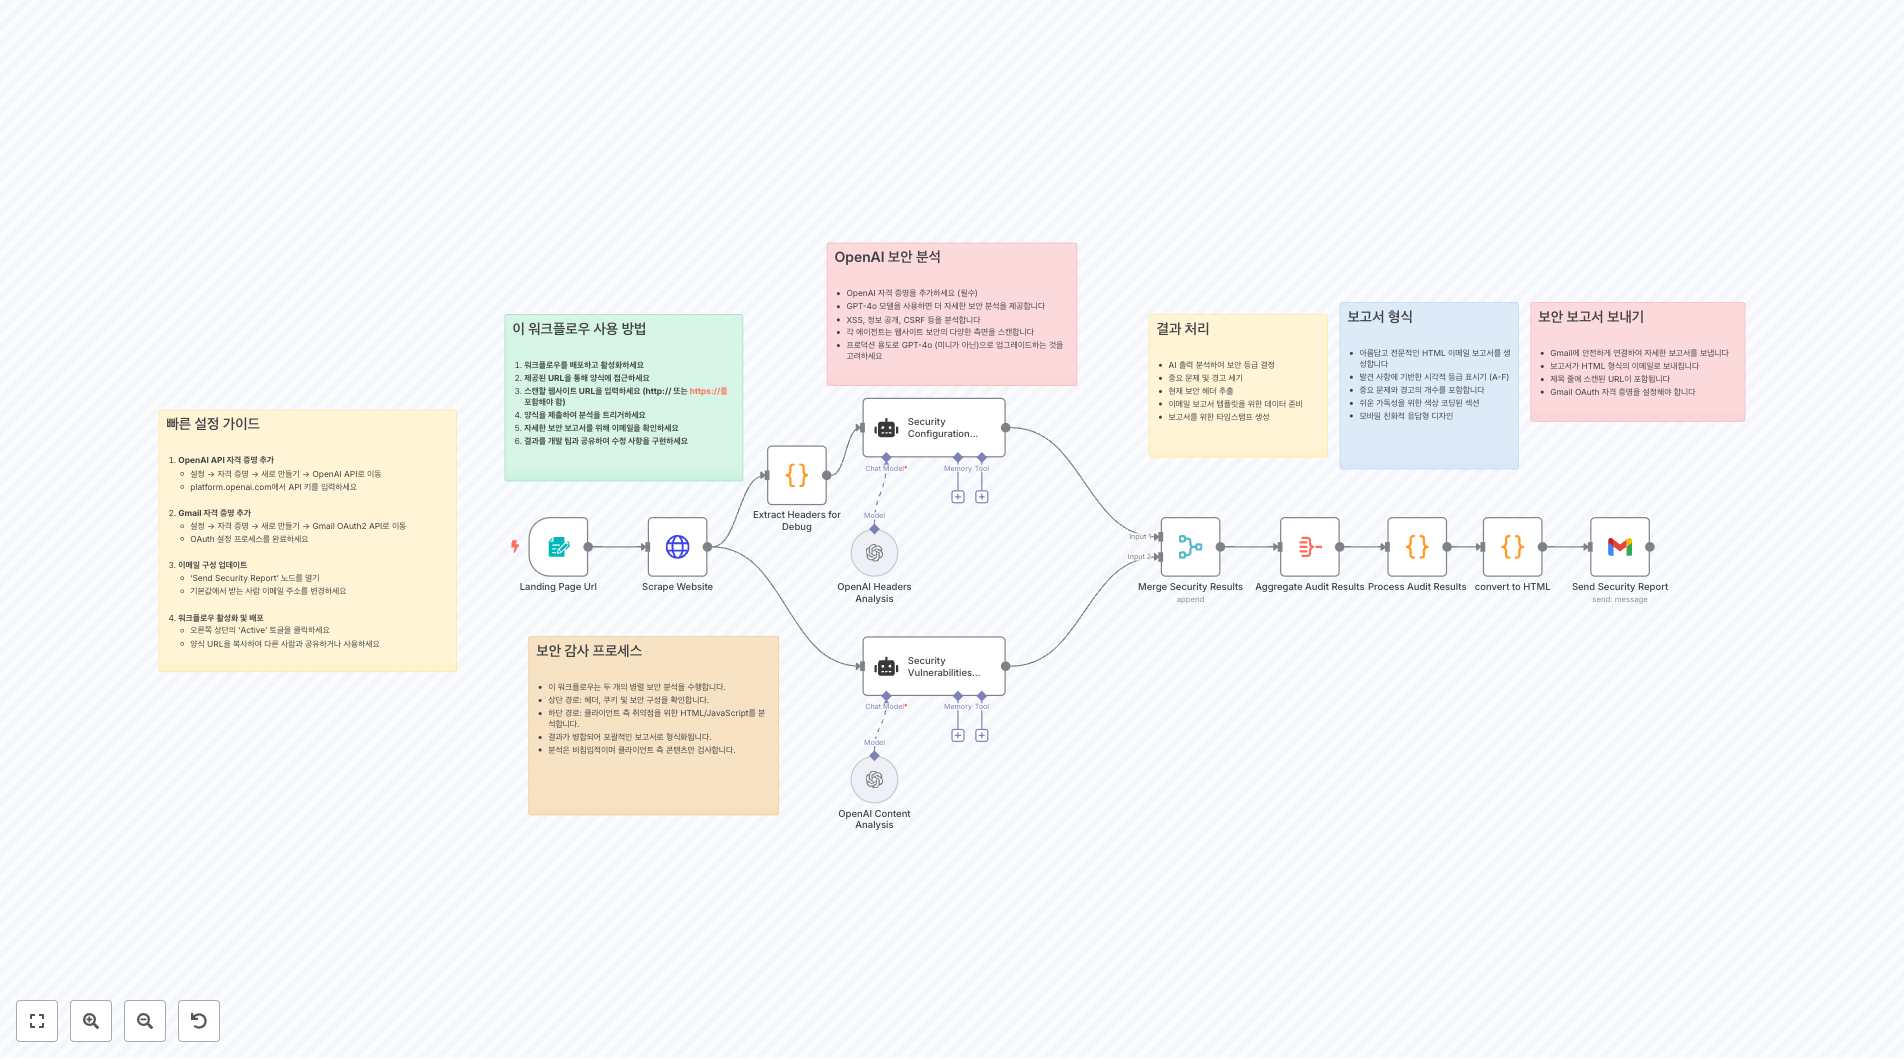 빠른 설정 가이드
1. OpenAI API 자격 증명 추가
설정 → 자격 증명 → 새로 만들기 → OpenAI API로 이동
platform.openai.com에서 API 키를 입력하세요
2. Gmail 자격 증명 추가
설정 → 자격 증명 → 새로 만들기 → Gmail OAuth2 API로 이동
OAuth 설정 프로세스를 완료하세요
3. 이메일 구성 업데이트
'Send Security Report' 노드를 열기
기본값에서 받는 사람 이메일 주소를 변경하세요
4. 워크플로우 활성화 및 배포
오른쪽 상단의 'Active' 토글을 클릭하세요
양식 URL을 복사하여 다른 사람과 공유하거나 사용하세요
이 워크플로우 사용 방법
1. 워크플로우를 배포하고 활성화하세요
2. 제공된 URL을 통해 양식에 접근하세요
3. 스캔할 웹사이트 URL을 입력하세요 (http:// 또는 https://를
포함해야 함)
4. 양식을 제출하여 분석을 트리거하세요
5. 자세한 보안 보고서를 위해 이메일을 확인하세요
6. 결과를 개발 팀과 공유하여 수정 사항을 구현하세요
OpenAI 보안 분석
OpenAI 자격 증명을 추가하세요 (필수)
GPT-4o 모델을 사용하면 더 자세한 보안 분석을 제공합니다
XSS, 정보 공개, CSRF 등을 분석합니다
각 에이전트는 웹사이트 보안의 다양한 측면을 스캔합니다
프로덕션 용도로 GPT-4o (미니가 아닌)으로 업그레이드하는 것을
고려하세요
결과 처리
AI 출력 분석하여 보안 등급 결정
중요 문제 및 경고 세기
현재 보안 헤더 추출
이메일 보고서 템플릿을 위한 데이터 준비
보고서를 위한 타임스탬프 생성
보고서 형식
아름답고 전문적인 HTML 이메일 보고서를 생
성합니다
발견 사항에 기반한 시각적 등급 표시기 (A-F)
중요 문제와 경고의 개수를 포함합니다
쉬운 가독성을 위한 색상 코딩된 섹션
모바일 친화적 응답형 디자인
보안 보고서 보내기
Gmail에 안전하게 연결하여 자세한 보고서를 보냅니다
보고서가 HTML 형식의 이메일로 보내집니다
제목 줄에 스캔된 URL이 포함됩니다
Gmail OAuth 자격 증명을 설정해야 합니다
보안 감사 프로세스
이 워크플로우는 두 개의 병렬 보안 분석을 수행합니다.
상단 경로: 헤더, 쿠키 및 보안 구성을 확인합니다.
하단 경로: 클라이언트 측 취약점을 위한 HTML/JavaScript를 분
석합니다.
결과가 병합되어 포괄적인 보고서로 형식화됩니다.
분석은 비침입적이며 클라이언트 측 콘텐츠만 검사합니다.
Landing Page Url
Scrape Website
Extract Headers for
Debug
Security
Configuration...
Chat Model*
Memory
Tool
Model
OpenAI Headers
Analysis
Security
Vulnerabilities...
Chat Model*
Memory
Tool
Model
OpenAI Content
Analysis
Input 1
Input 2
Merge Security Results
append
Aggregate Audit Results
Process Audit Results
convert to HTML
Send Security Report
send: message